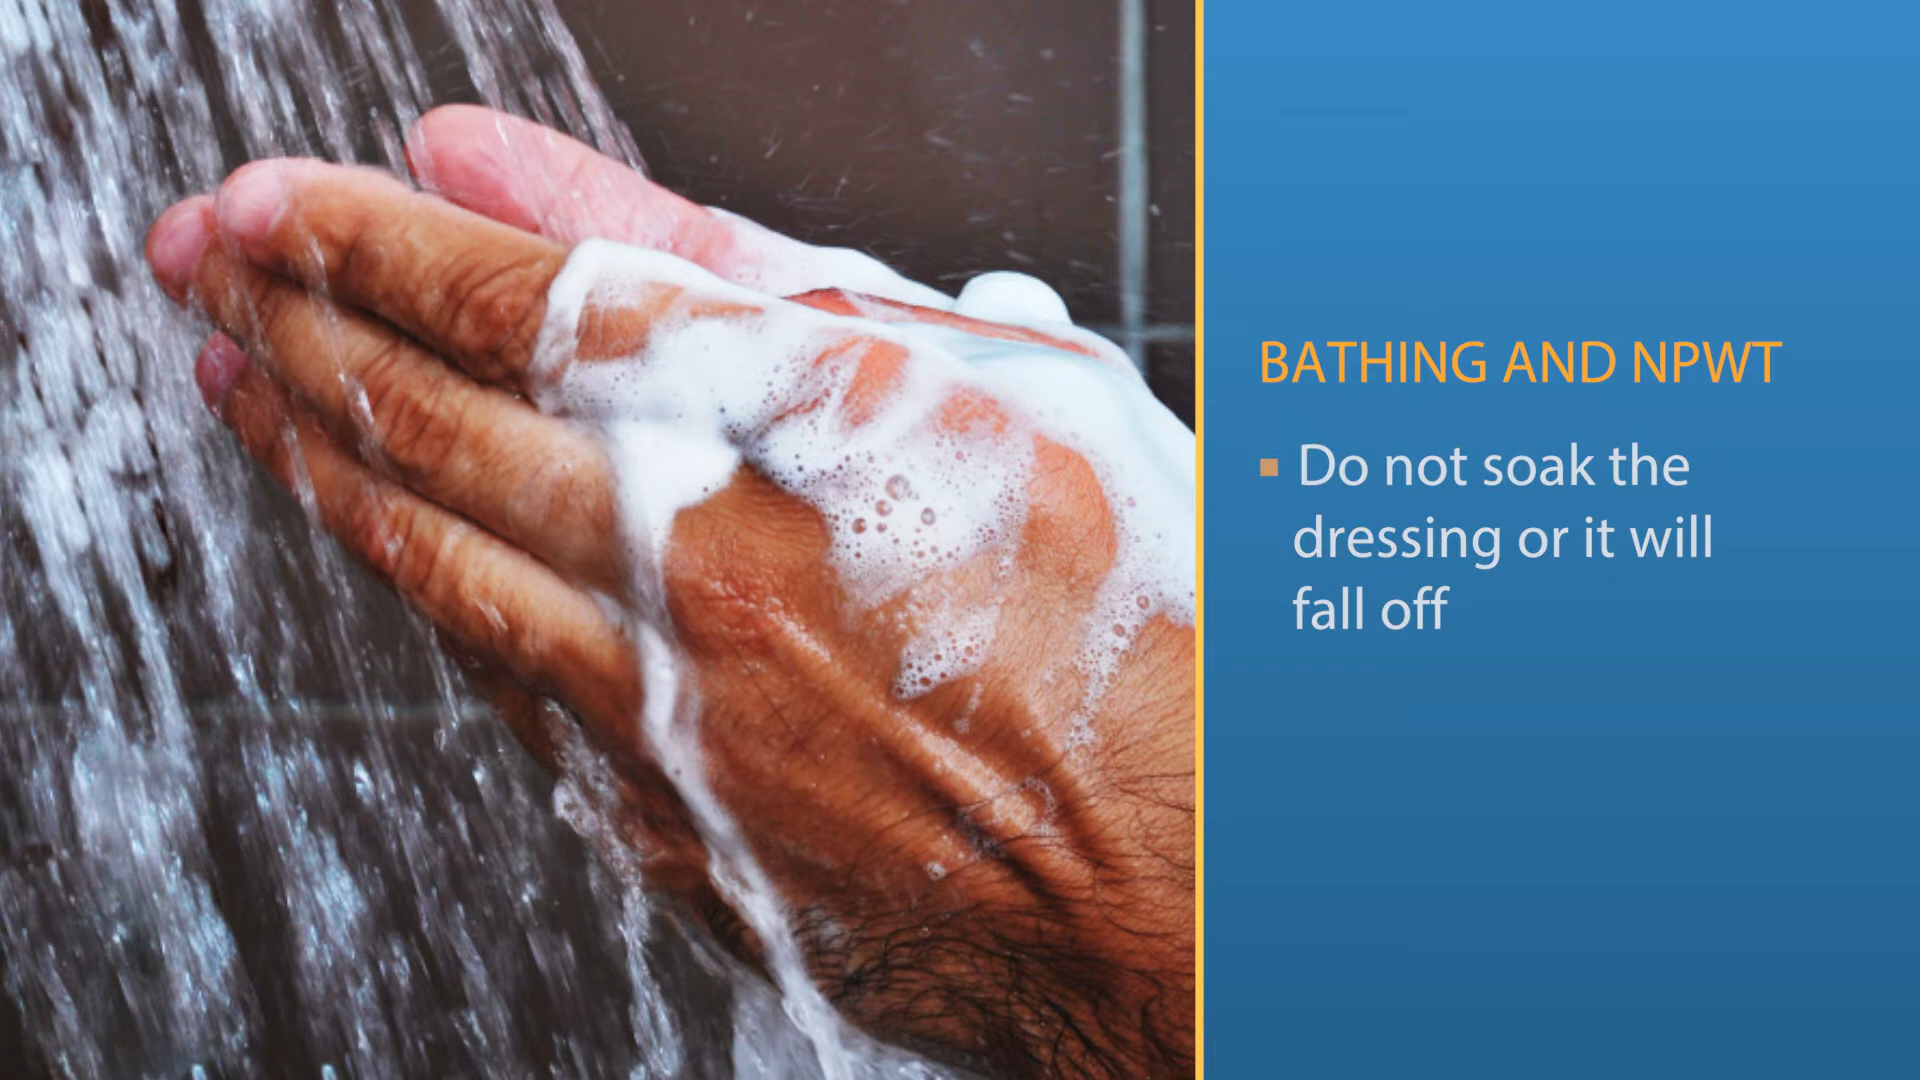 BATHING AND NPWT
▪ Do not soak the
dressing or it will
fall off